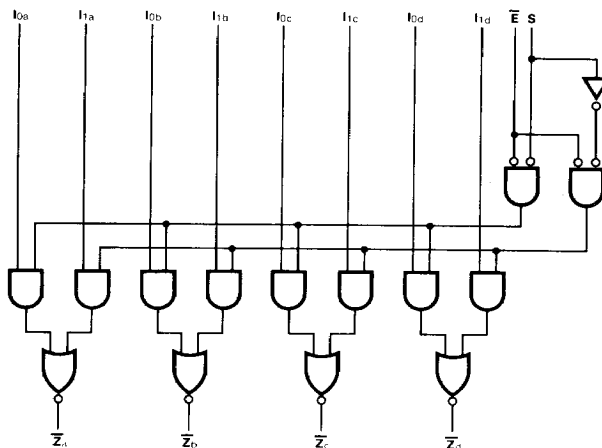 I0a I1a I0b I1b I0c I1c I0d I1d E̅ S
Z̅a Z̅b Z̅c Z̅d